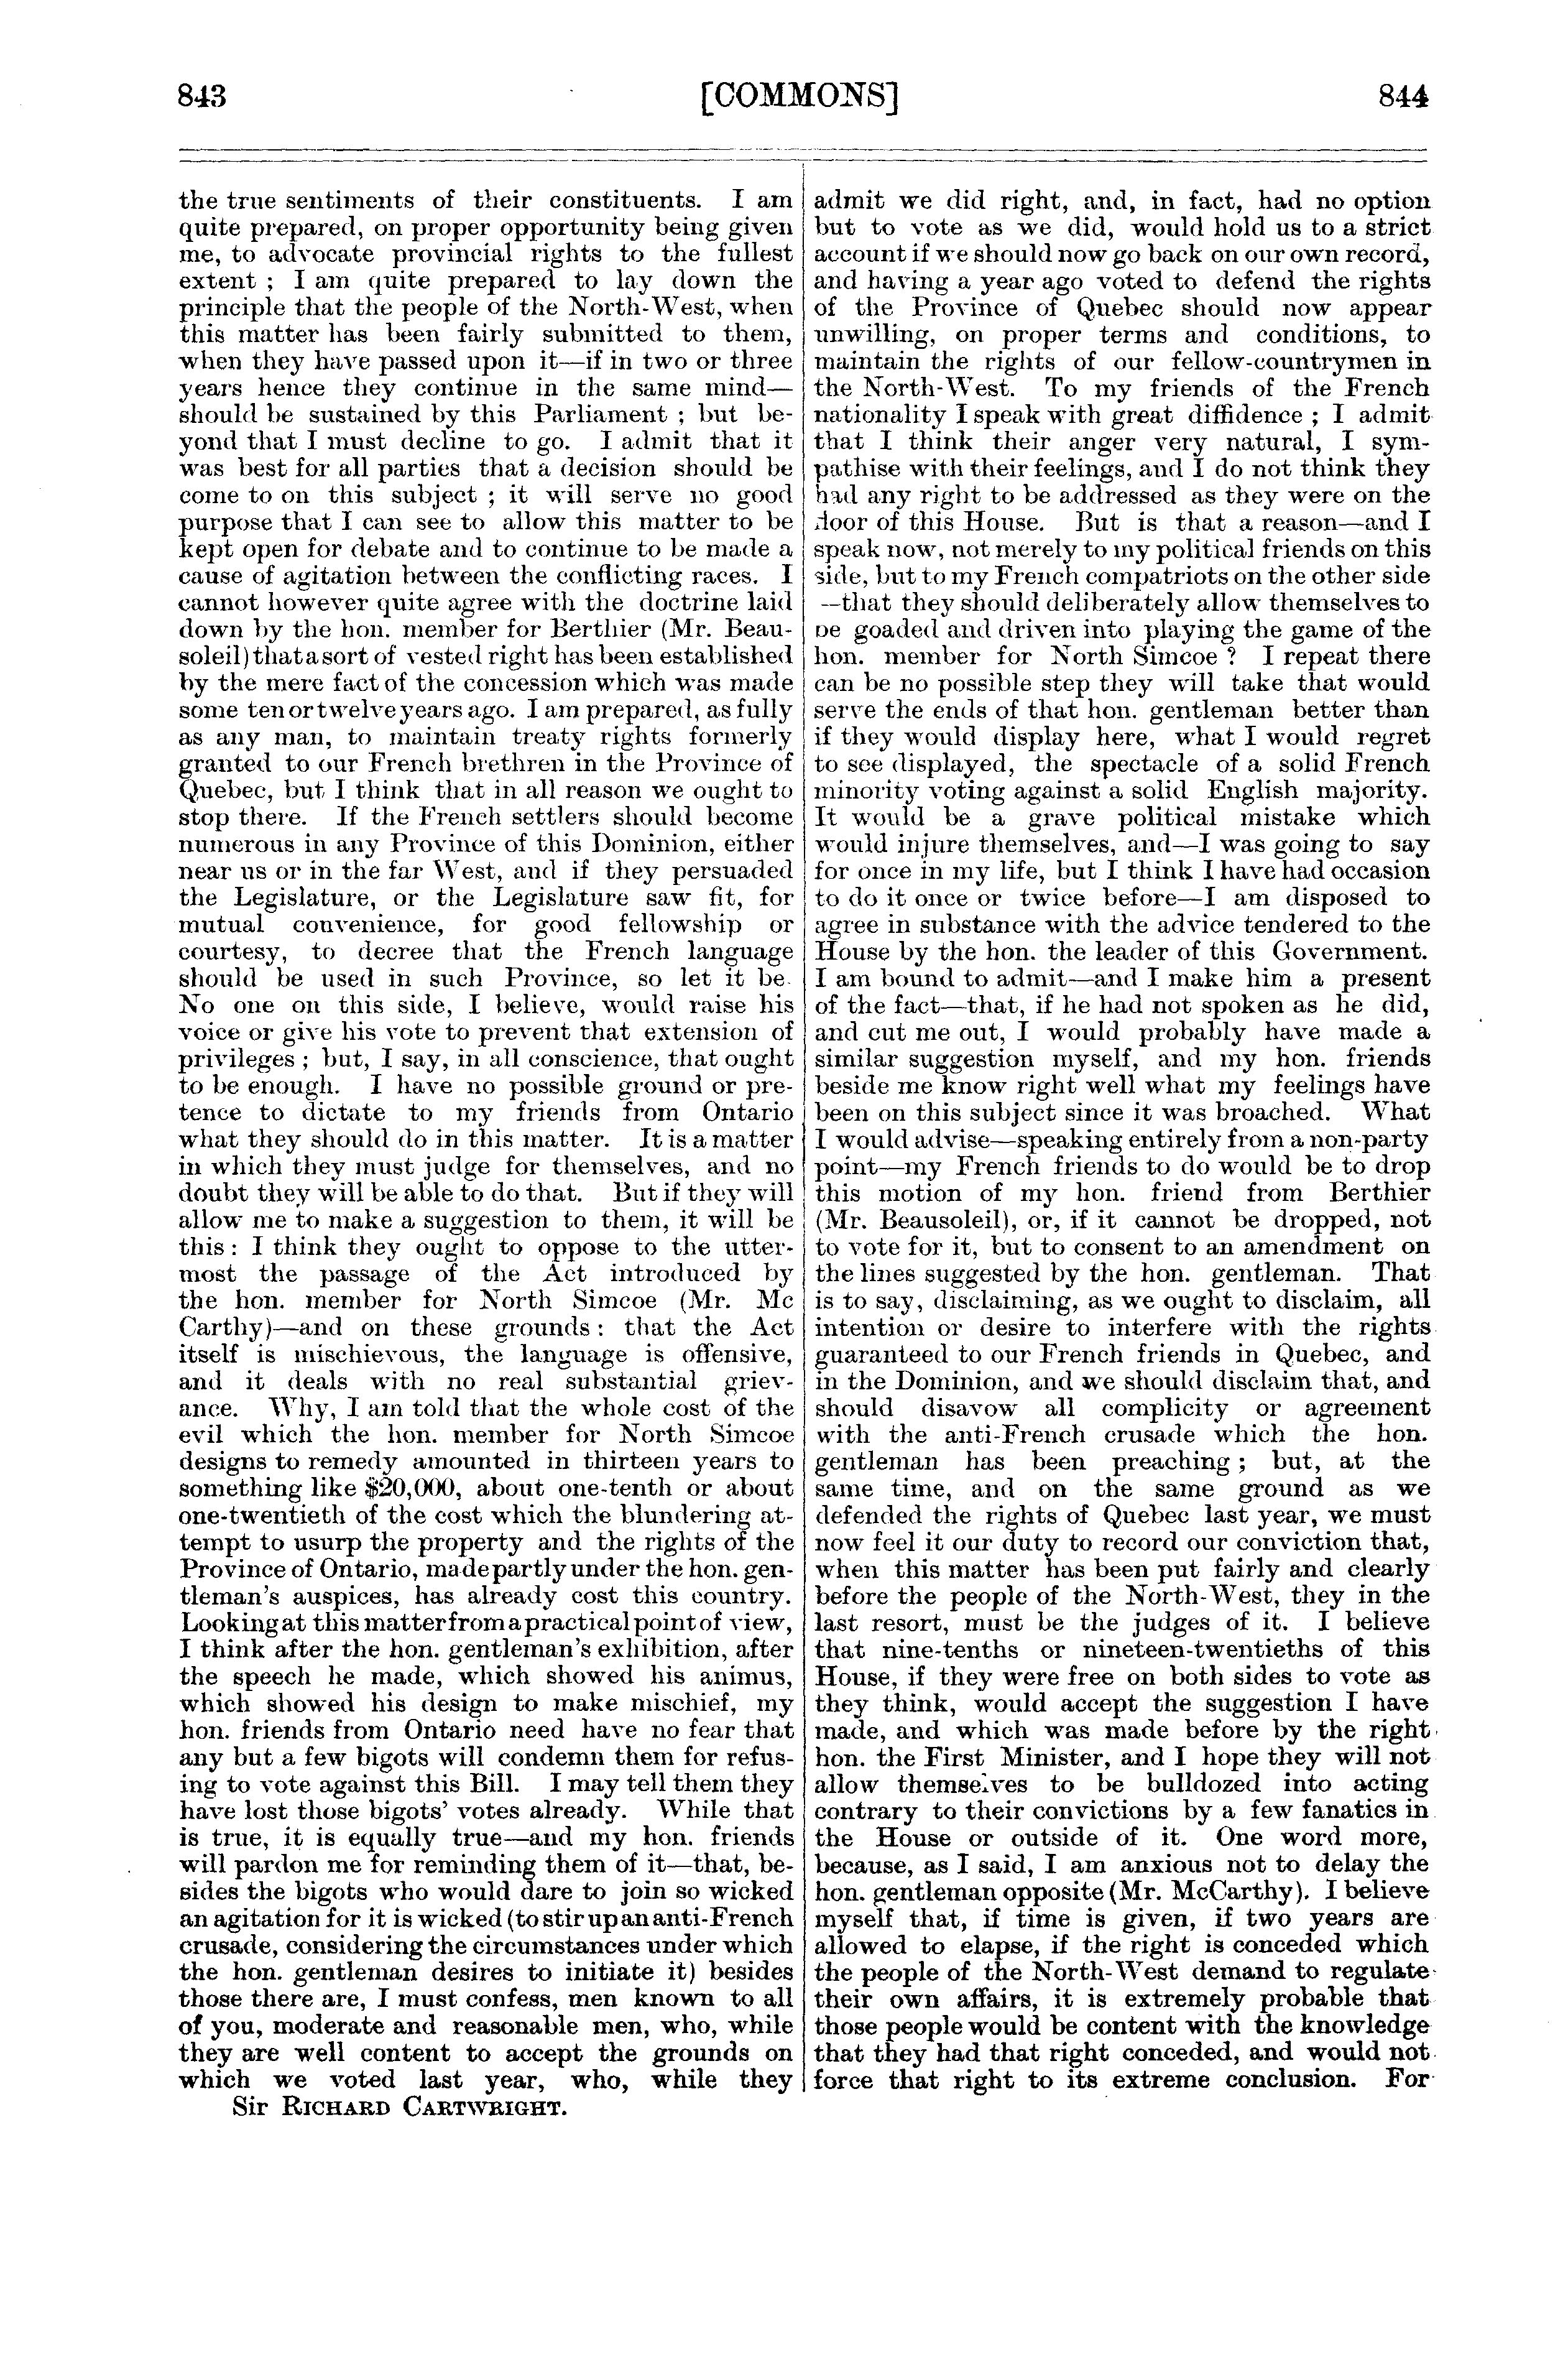 843
[COMMONS]
844
the true sentiments of their constituents. I am
quite prepared, on proper opportunity being given
me, to advocate provincial rights to the fullest
extent ; I am quite prepared to lay down the
principle that the people of the North-West, when
this matter has been fairly submitted to them,
when they have passed upon it—if in two or three
years hence they continue in the same mind—
should be sustained by this Parliament ; but be-
yond that I must decline to go. I admit that it
was best for all parties that a decision should be
come to on this subject ; it will serve no good
purpose that I can see to allow this matter to be
kept open for debate and to continue to be made a
cause of agitation between the conflicting races. I
cannot however quite agree with the doctrine laid
down by the hon. member for Berthier (Mr. Beau-
soleil) that a sort of vested right has been established
by the mere fact of the concession which was made
some ten or twelve years ago. I am prepared, as fully
as any man, to maintain treaty rights formerly
granted to our French brethren in the Province of
Quebec, but I think that in all reason we ought to
stop there. If the French settlers should become
numerous in any Province of this Dominion, either
near us or in the far West, and if they persuaded
the Legislature, or the Legislature saw fit, for
mutual convenience, for good fellowship or
courtesy, to decree that the French language
should be used in such Province, so let it be.
No one on this side, I believe, would raise his
voice or give his vote to prevent that extension of
privileges ; but, I say, in all conscience, that ought
to be enough. I have no possible ground or pre-
tence to dictate to my friends from Ontario
what they should do in this matter. It is a matter
in which they must judge for themselves, and no
doubt they will be able to do that. But if they will
allow me to make a suggestion to them, it will be
this : I think they ought to oppose to the utter-
most the passage of the Act introduced by
the hon. member for North Simcoe (Mr. Mc
Carthy)—and on these grounds : that the Act
itself is mischievous, the language is offensive,
and it deals with no real substantial griev-
ance. Why, I am told that the whole cost of the
evil which the hon. member for North Simcoe
designs to remedy amounted in thirteen years to
something like $20,000, about one-tenth or about
one-twentieth of the cost which the blundering at-
tempt to usurp the property and the rights of the
Province of Ontario, made partly under the hon. gen-
tleman's auspices, has already cost this country.
Looking at this matter from a practical point of view,
I think after the hon. gentleman's exhibition, after
the speech he made, which showed his animus,
which showed his design to make mischief, my
hon. friends from Ontario need have no fear that
any but a few bigots will condemn them for refus-
ing to vote against this Bill. I may tell them they
have lost those bigots' votes already. While that
is true, it is equally true—and my hon. friends
will pardon me for reminding them of it—that, be-
sides the bigots who would dare to join so wicked
an agitation for it is wicked (to stir up an anti-French
crusade, considering the circumstances under which
the hon. gentleman desires to initiate it) besides
those there are, I must confess, men known to all
of you, moderate and reasonable men, who, while
they are well content to accept the grounds on
which we voted last year, who, while they
Sir RICHARD CARTWRIGHT.
admit we did right, and, in fact, had no option
but to vote as we did, would hold us to a strict
account if we should now go back on our own record,
and having a year ago voted to defend the rights
of the Province of Quebec should now appear
unwilling, on proper terms and conditions, to
maintain the rights of our fellow-countrymen in
the North-West. To my friends of the French
nationality I speak with great diffidence ; I admit
that I think their anger very natural, I sym-
pathise with their feelings, and I do not think they
had any right to be addressed as they were on the
floor of this House. But is that a reason—and I
speak now, not merely to my political friends on this
side, but to my French compatriots on the other side
—that they should deliberately allow themselves to
be goaded and driven into playing the game of the
hon. member for North Simcoe ? I repeat there
can be no possible step they will take that would
serve the ends of that hon. gentleman better than
if they would display here, what I would regret
to see displayed, the spectacle of a solid French
minority voting against a solid English majority.
It would be a grave political mistake which
would injure themselves, and—I was going to say
for once in my life, but I think I have had occasion
to do it once or twice before—I am disposed to
agree in substance with the advice tendered to the
House by the hon. the leader of this Government.
I am bound to admit—and I make him a present
of the fact—that, if he had not spoken as he did,
and cut me out, I would probably have made a
similar suggestion myself, and my hon. friends
beside me know right well what my feelings have
been on this subject since it was broached. What
I would advise—speaking entirely from a non-party
point—my French friends to do would be to drop
this motion of my hon. friend from Berthier
(Mr. Beausoleil), or, if it cannot be dropped, not
to vote for it, but to consent to an amendment on
the lines suggested by the hon. gentleman. That
is to say, disclaiming, as we ought to disclaim, all
intention or desire to interfere with the rights
guaranteed to our French friends in Quebec, and
in the Dominion, and we should disclaim that, and
should disavow all complicity or agreement
with the anti-French crusade which the hon.
gentleman has been preaching ; but, at the
same time, and on the same ground as we
defended the rights of Quebec last year, we must
now feel it our duty to record our conviction that,
when this matter has been put fairly and clearly
before the people of the North-West, they in the
last resort, must be the judges of it. I believe
that nine-tenths or nineteen-twentieths of this
House, if they were free on both sides to vote as
they think, would accept the suggestion I have
made, and which was made before by the right
hon. the First Minister, and I hope they will not
allow themselves to be bulldozed into acting
contrary to their convictions by a few fanatics in
the House or outside of it. One word more,
because, as I said, I am anxious not to delay the
hon. gentleman opposite (Mr. McCarthy). I believe
myself that, if time is given, if two years are
allowed to elapse, if the right is conceded which
the people of the North-West demand to regulate
their own affairs, it is extremely probable that
those people would be content with the knowledge
that they had that right conceded, and would not
force that right to its extreme conclusion. For